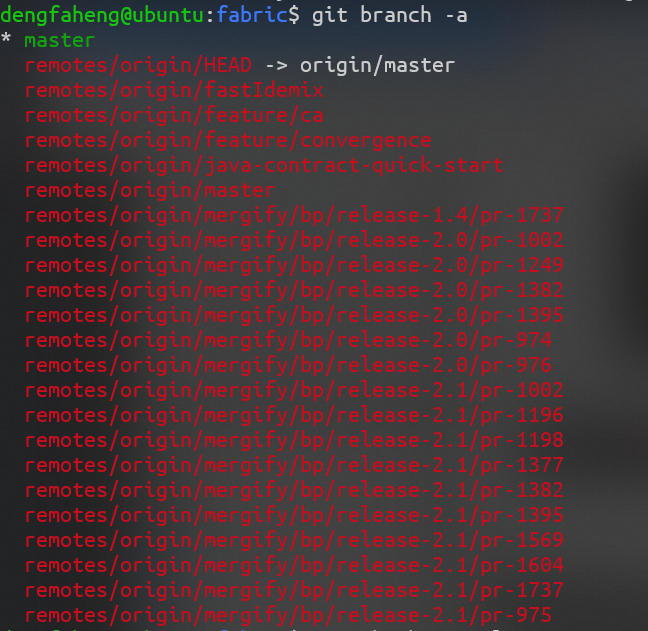 dengfaheng@ubuntu:fabric$ git branch -a
* master
remotes/origin/HEAD -> origin/master
remotes/origin/fastIdemix
remotes/origin/feature/ca
remotes/origin/feature/convergence
remotes/origin/java-contract-quick-start
remotes/origin/master
remotes/origin/mergify/bp/release-1.4/pr-1737
remotes/origin/mergify/bp/release-2.0/pr-1002
remotes/origin/mergify/bp/release-2.0/pr-1249
remotes/origin/mergify/bp/release-2.0/pr-1382
remotes/origin/mergify/bp/release-2.0/pr-1395
remotes/origin/mergify/bp/release-2.0/pr-974
remotes/origin/mergify/bp/release-2.0/pr-976
remotes/origin/mergify/bp/release-2.1/pr-1002
remotes/origin/mergify/bp/release-2.1/pr-1196
remotes/origin/mergify/bp/release-2.1/pr-1198
remotes/origin/mergify/bp/release-2.1/pr-1377
remotes/origin/mergify/bp/release-2.1/pr-1382
remotes/origin/mergify/bp/release-2.1/pr-1395
remotes/origin/mergify/bp/release-2.1/pr-1569
remotes/origin/mergify/bp/release-2.1/pr-1604
remotes/origin/mergify/bp/release-2.1/pr-1737
remotes/origin/mergify/bp/release-2.1/pr-975